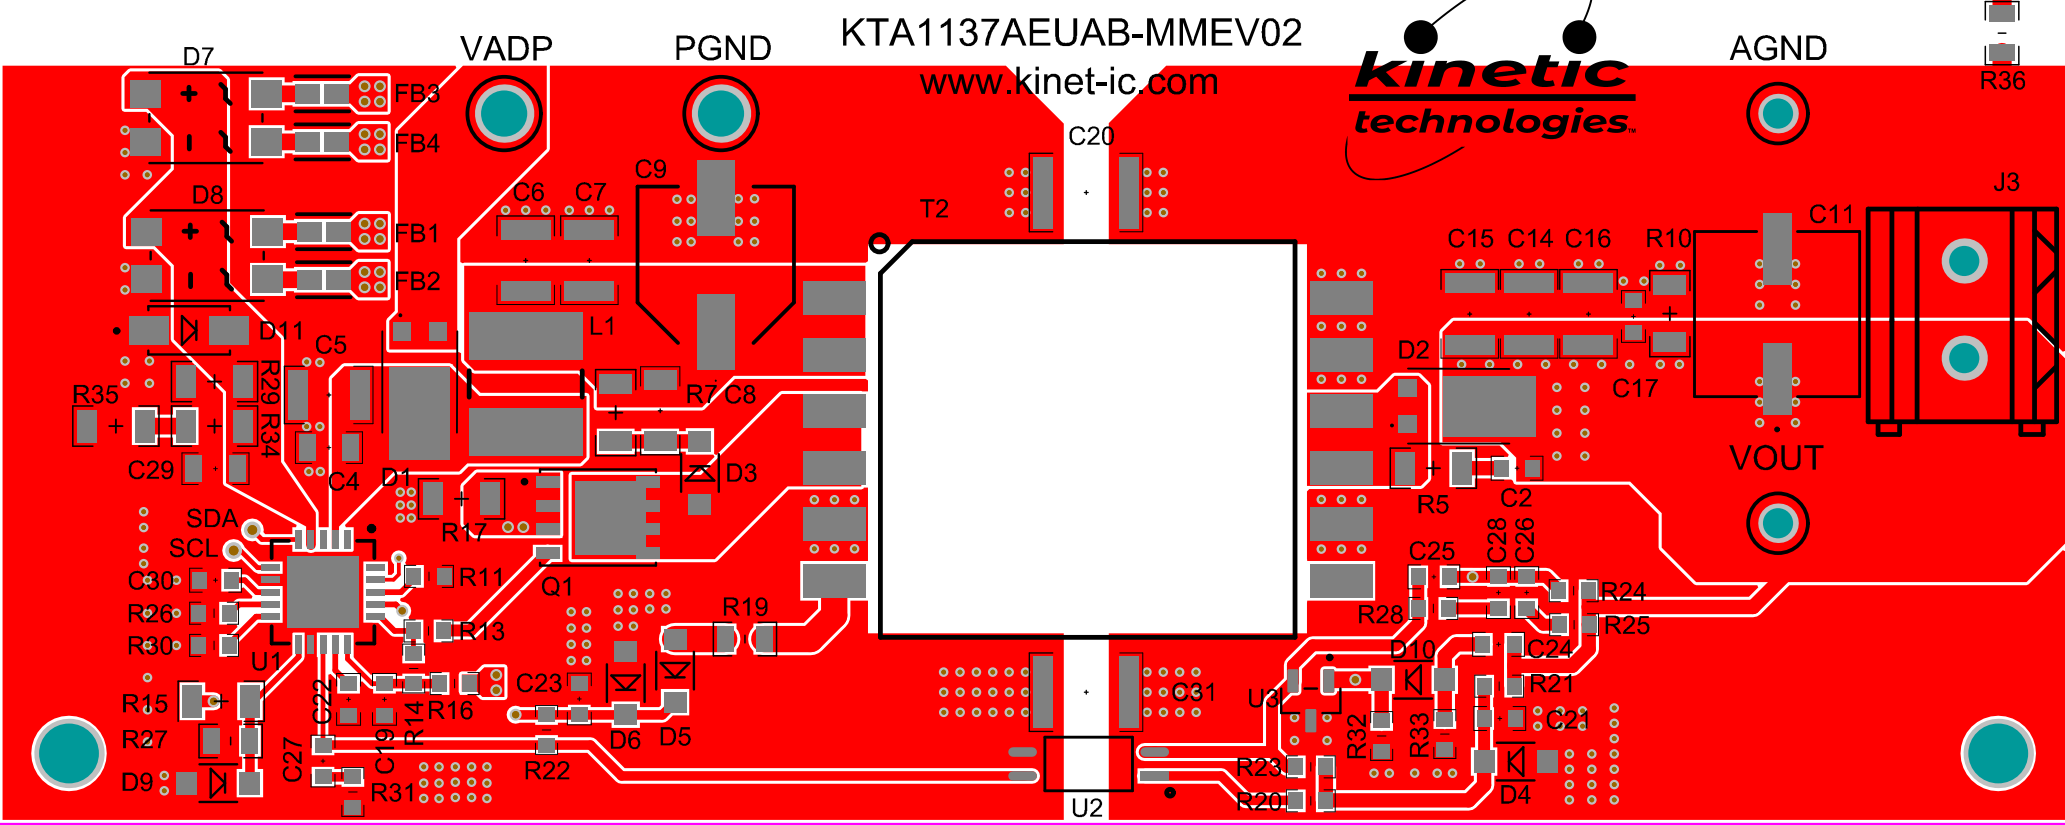 KTA1137AEUAB-MMEV02
www.kinet-ic.com
kinetic
technologies™
VADP
PGND
AGND
R36
D7
FB3
FB4
C20
C9
C6
C7
T2
D8
FB1
FB2
J3
C11
C15
C14
C16
R10
D11
C5
L1
D2
R35
R29
R7
C8
C17
R34
C29
C4
D1
D3
VOUT
R17
R5
C2
SDA
SCL
C28
C26
C30
R11
Q1
C25
R24
R26
R19
R28
R25
R30
R13
U1
D10
C24
R15
C22
R16
C23
C31
U3
R21
R14
R27
C19
D6
D5
R32
R33
C21
C27
R22
R23
D9
R31
R20
D4
U2